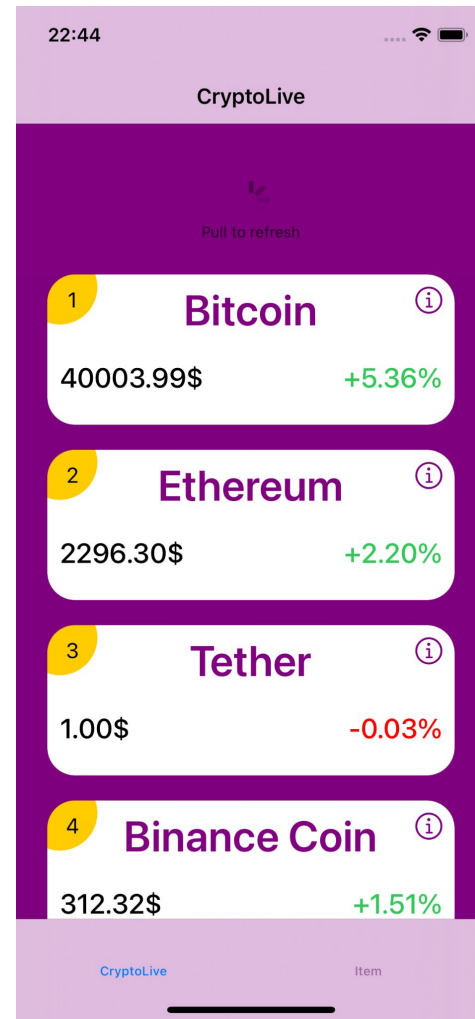 22:44
CryptoLive
Pull to refresh
1
Bitcoin
40003.99$ +5.36%
2
Ethereum
2296.30$ +2.20%
3
Tether
1.00$ -0.03%
4
Binance Coin
312.32$ +1.51%
CryptoLive Item